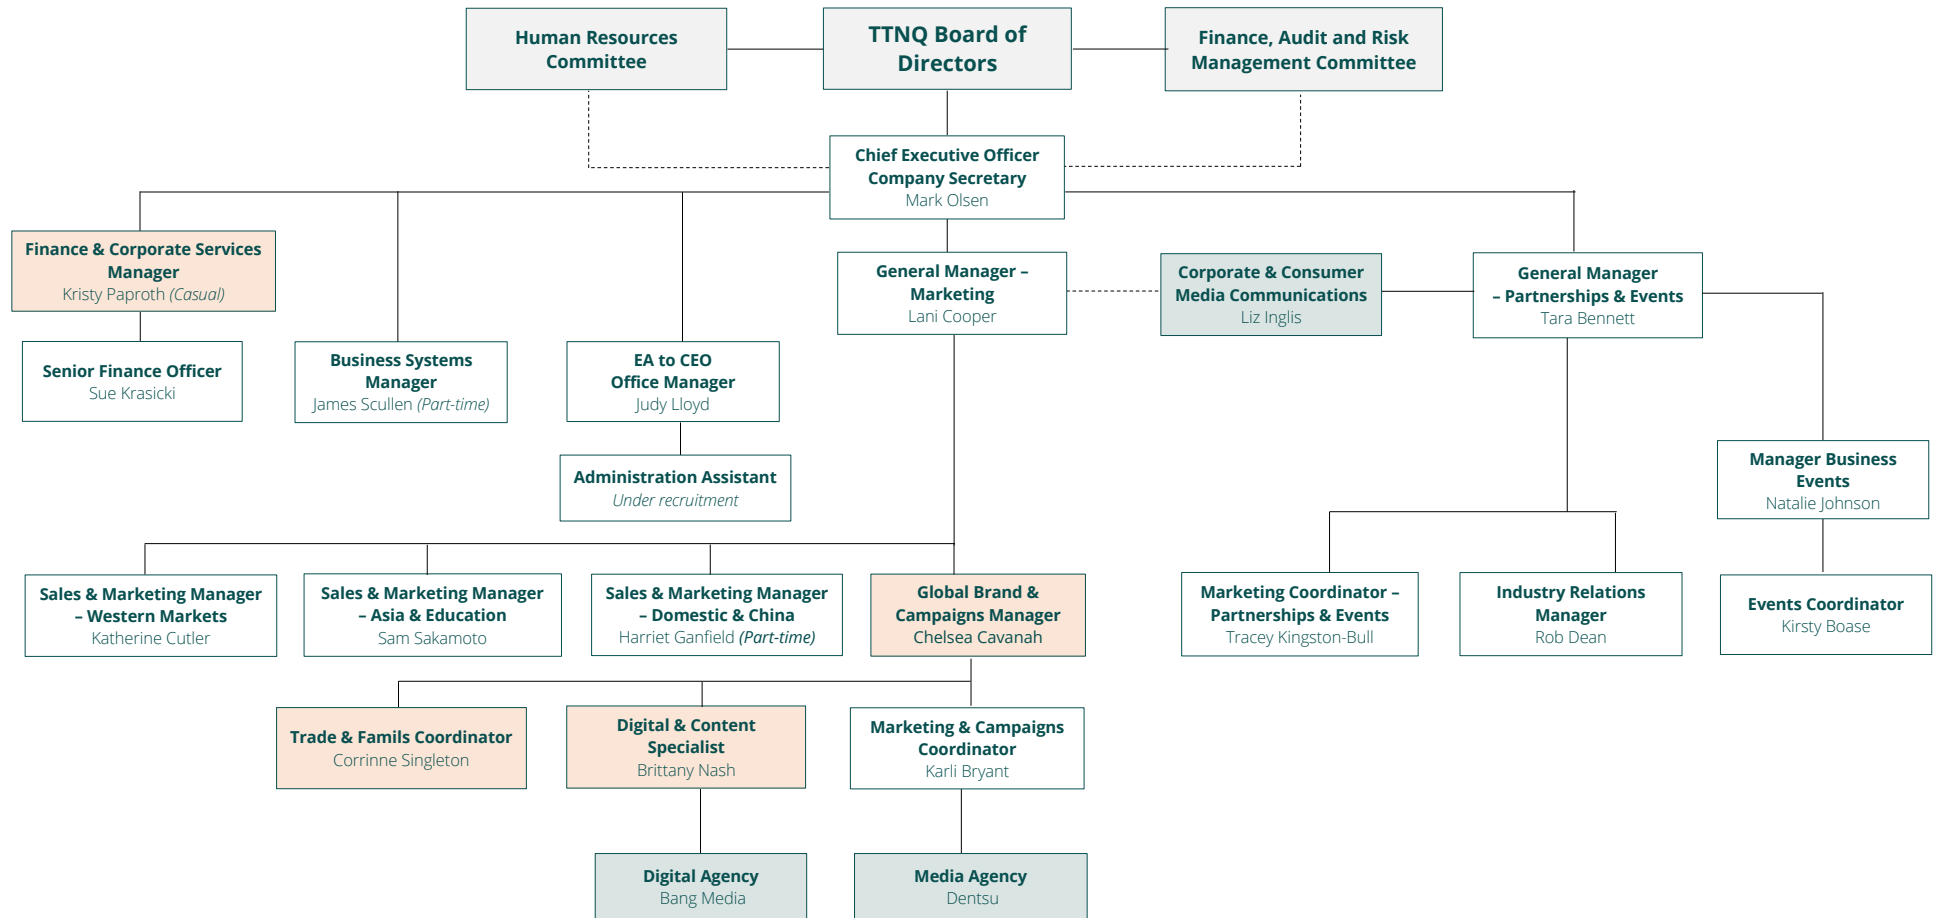 Human Resources
Committee
TTNQ Board of
Directors
Finance, Audit and Risk
Management Committee
Chief Executive Officer
Company Secretary
Mark Olsen
Finance & Corporate Services
Manager
Kristy Paproth (Casual)
General Manager –
Marketing
Lani Cooper
Corporate & Consumer
Media Communications
Liz Inglis
General Manager
– Partnerships & Events
Tara Bennett
Senior Finance Officer
Sue Krasicki
Business Systems
Manager
James Scullen (Part-time)
EA to CEO
Office Manager
Judy Lloyd
Administration Assistant
Under recruitment
Manager Business
Events
Natalie Johnson
Sales & Marketing Manager
– Western Markets
Katherine Cutler
Sales & Marketing Manager
– Asia & Education
Sam Sakamoto
Sales & Marketing Manager
– Domestic & China
Harriet Ganfield (Part-time)
Global Brand &
Campaigns Manager
Chelsea Cavanah
Marketing Coordinator –
Partnerships & Events
Tracey Kingston-Bull
Industry Relations
Manager
Rob Dean
Events Coordinator
Kirsty Boase
Trade & Famils Coordinator
Corrinne Singleton
Digital & Content
Specialist
Brittany Nash
Marketing & Campaigns
Coordinator
Karli Bryant
Digital Agency
Bang Media
Media Agency
Dentsu